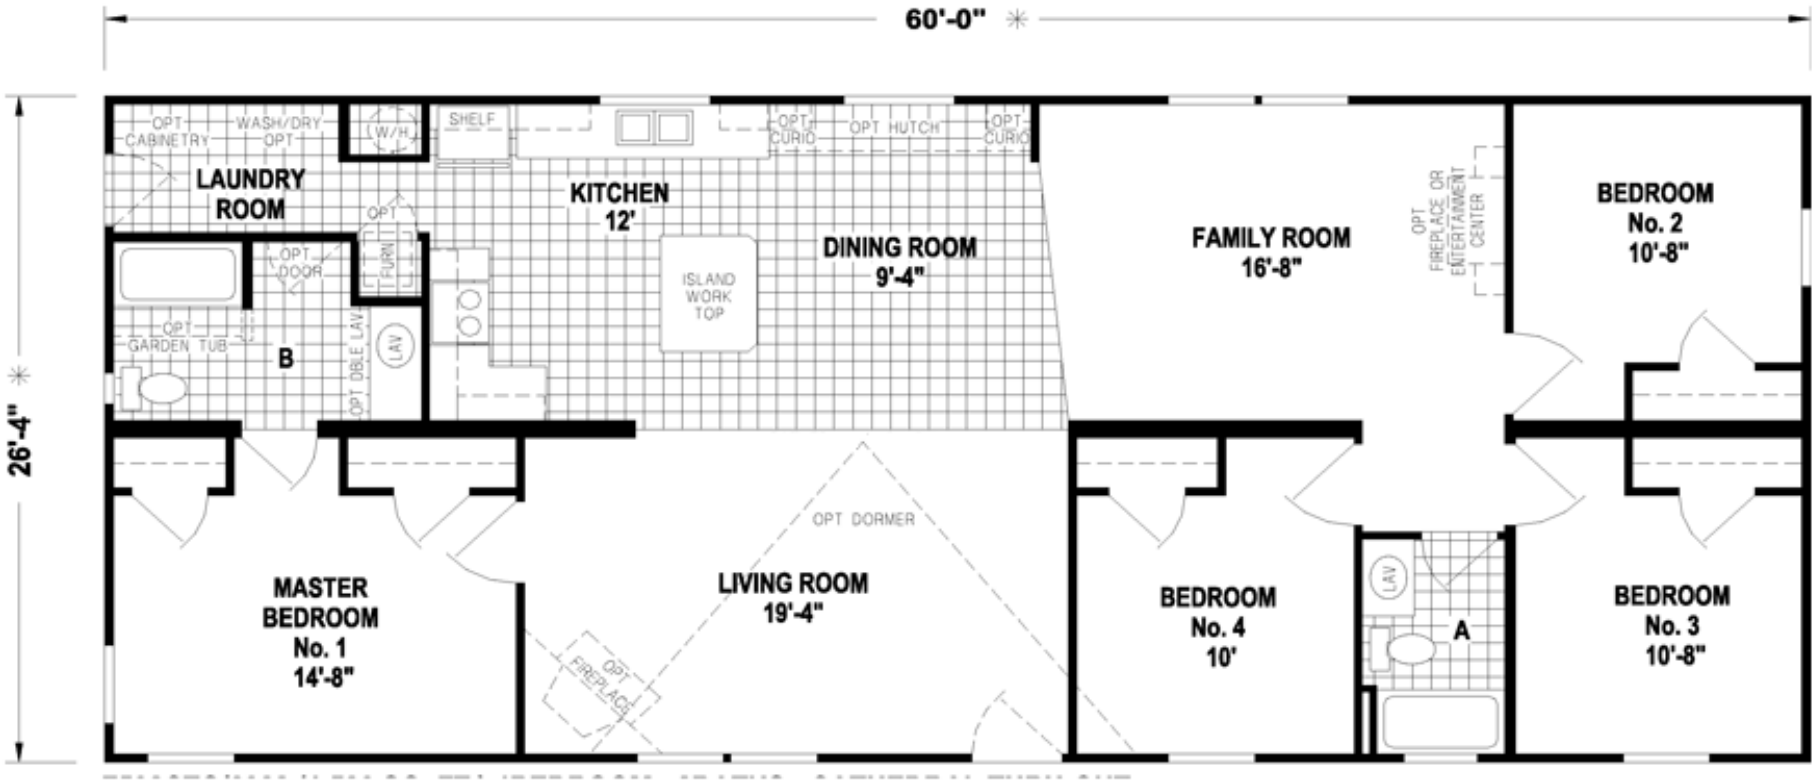 60'-0" *
26'-4" *
OPT
CABINETRY
WASH/DRY
OPT
W/H
SHELF
OPT
CURIO
OPT HUTCH
OPT
CURIO
LAUNDRY
ROOM
OPT
FURN
KITCHEN
12'
DINING ROOM
9'-4"
ISLAND
WORK
TOP
FAMILY ROOM
16'-8"
OPT
FIREPLACE OR
ENTERTAINMENT
CENTER
BEDROOM
No. 2
10'-8"
OPT
DOOR
OPT
GARDEN TUB
B
OPT DBLE LAV
LAV
MASTER
BEDROOM
No. 1
14'-8"
OPT DORMER
LIVING ROOM
19'-4"
OPT
FIREPLACE
BEDROOM
No. 4
10'
LAV
A
BEDROOM
No. 3
10'-8"